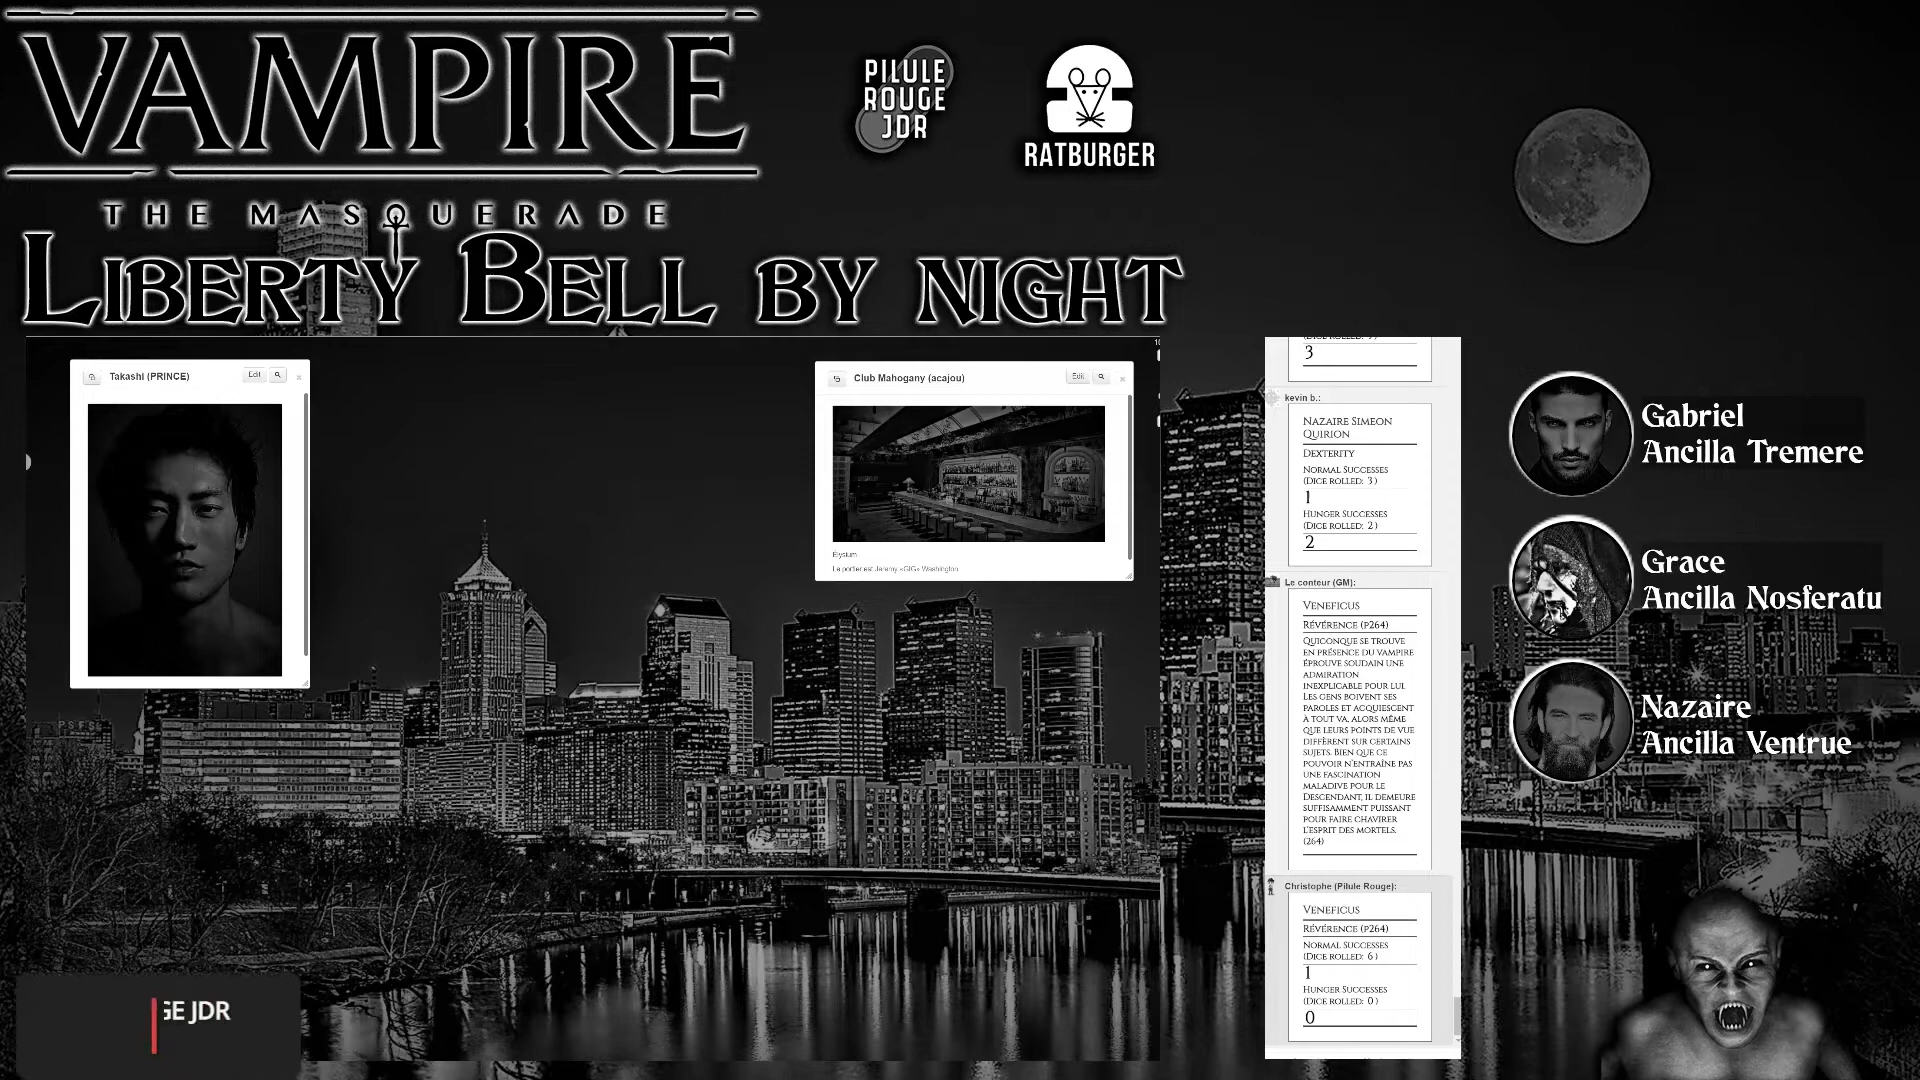 VAMPIRE
THE MASQUERADE
LIBERTY BELL BY NIGHT
PILULE
ROUGE
JDR
RATBURGER
Takashi (PRINCE)
Edit
Club Mahogany (acajou)
Edit
Elysium
Le portier est Jeremy «GIG» Washington
3
kevin b.:
NAZAIRE SIMEON
QUIRION
DEXTERITY
NORMAL SUCCESSES
(DICE ROLLED: 3)
1
HUNGER SUCCESSES
(DICE ROLLED: 2)
2
Le conteur (GM):
VENEFICUS
RÉVÉRENCE (P264)
QUICONQUE SE TROUVE
EN PRÉSENCE DU VAMPIRE
ÉPROUVE SOUDAIN UNE
ADMIRATION
INEXPLICABLE POUR LUI.
LES GENS BOIVENT SES
PAROLES ET ACQUIESCENT
À TOUT VA, ALORS MÊME
QUE LEURS POINTS DE VUE
DIFFÈRENT SUR CERTAINS
SUJETS. BIEN QUE CE
POUVOIR N'ENTRAÎNE PAS
UNE FASCINATION
MALADIVE POUR LE
DESCENDANT, IL DEMEURE
SUFFISAMMENT PUISSANT
POUR FAIRE CHAVIRER
L'ESPRIT DES MORTELS.
(264)
Christophe (Pilule Rouge):
VENEFICUS
RÉVÉRENCE (P264)
NORMAL SUCCESSES
(DICE ROLLED: 6)
1
HUNGER SUCCESSES
(DICE ROLLED: 0)
0
Gabriel
Ancilla Tremere
Grace
Ancilla Nosferatu
Nazaire
Ancilla Ventrue
GE JDR